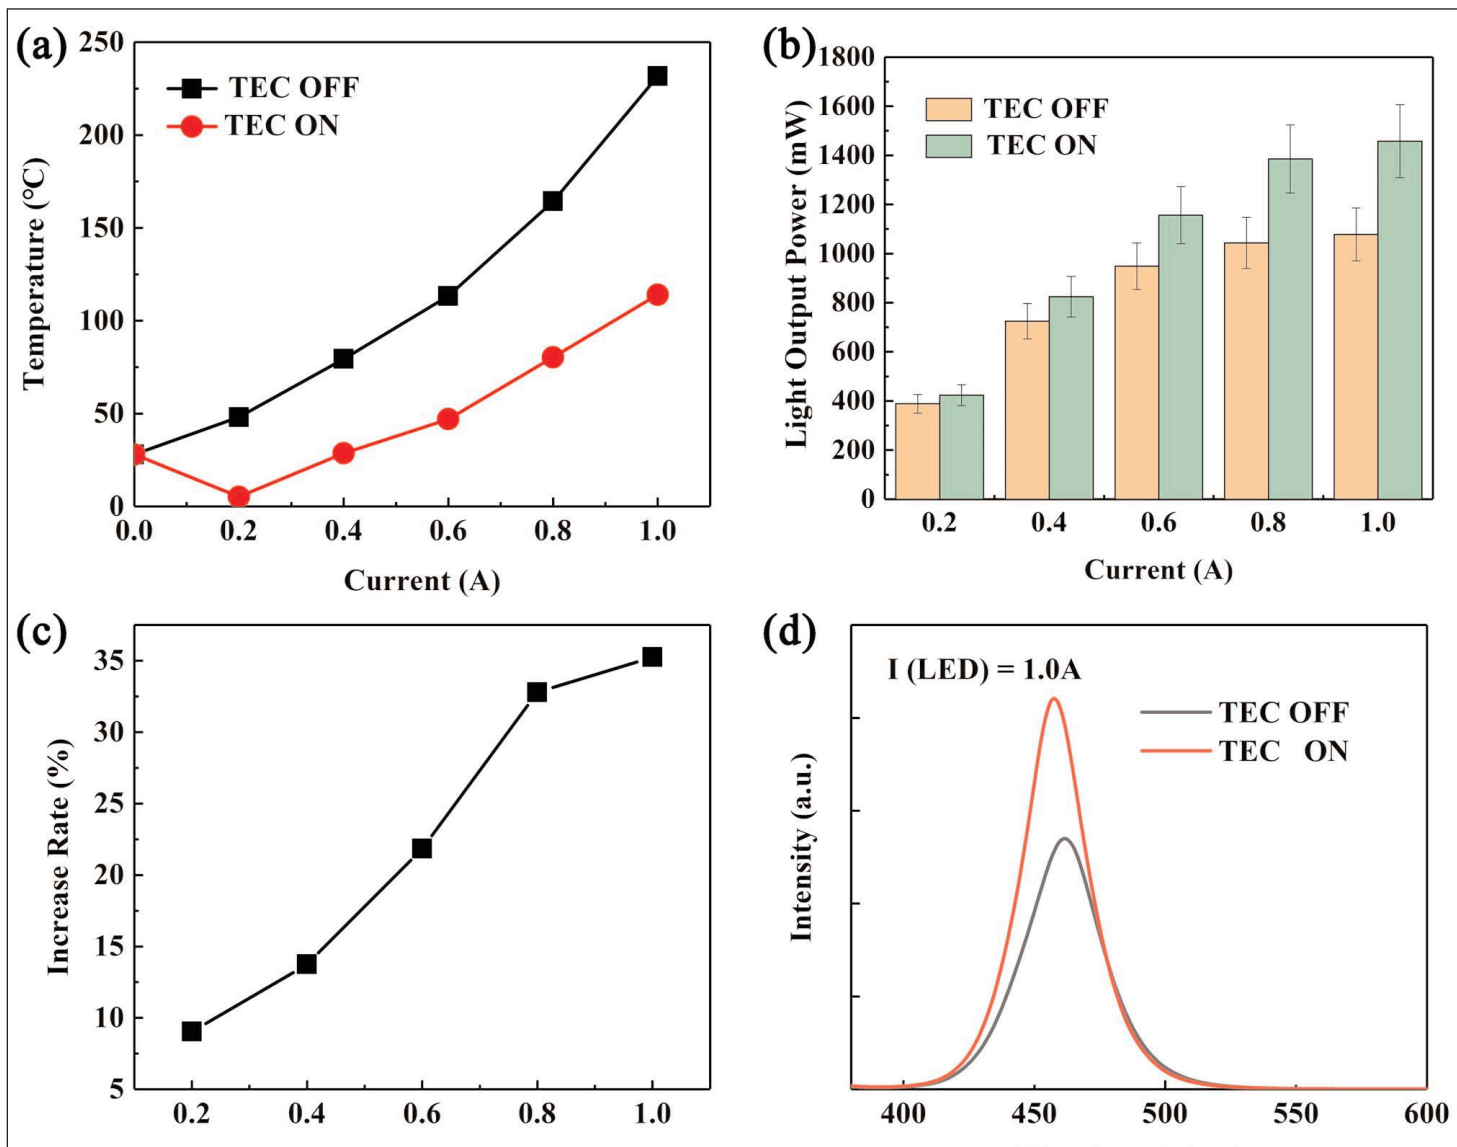 (a)
250
200
150
100
50
0
Temperature (°C)
TEC OFF
TEC ON
0.0 0.2 0.4 0.6 0.8 1.0
Current (A)
(b)
1800
1600
1400
1200
1000
800
600
400
200
0
Light Output Power (mW)
TEC OFF
TEC ON
0.2 0.4 0.6 0.8 1.0
Current (A)
(c)
35
30
25
20
15
10
5
Increase Rate (%)
0.2 0.4 0.6 0.8 1.0
(d)
I (LED) = 1.0A
TEC OFF
TEC ON
Intensity (a.u.)
400 450 500 550 600